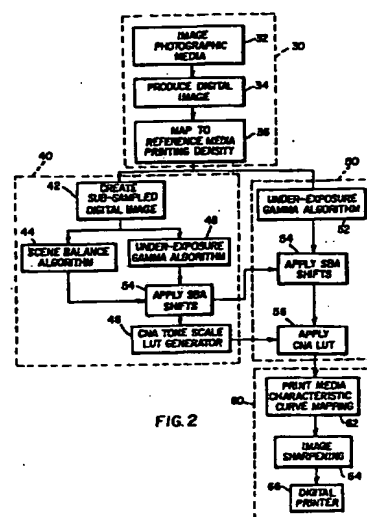 IMAGE
PHOTOGRAPHIC
MEDIA
32
30
PRODUCE DIGITAL
IMAGE
34
MAP TO
REFERENCE MEDIA
PRINTING DENSITY
36
40
42
CREATE
SUB-SAMPLED
DIGITAL IMAGE
50
44
SCENE BALANCE
ALGORITHM
48
UNDER-EXPOSURE
GAMMA ALGORITHM
UNDER-EXPOSURE
GAMMA ALGORITHM
52
54
APPLY SBA
SHIFTS
54
APPLY SBA
SHIFTS
46
CNA TONE SCALE
LUT GENERATOR
56
APPLY
CNA LUT
FIG. 2
60
PRINT MEDIA
CHARACTERISTIC
CURVE MAPPING
62
IMAGE
SHARPENING
64
66
DIGITAL
PRINTER